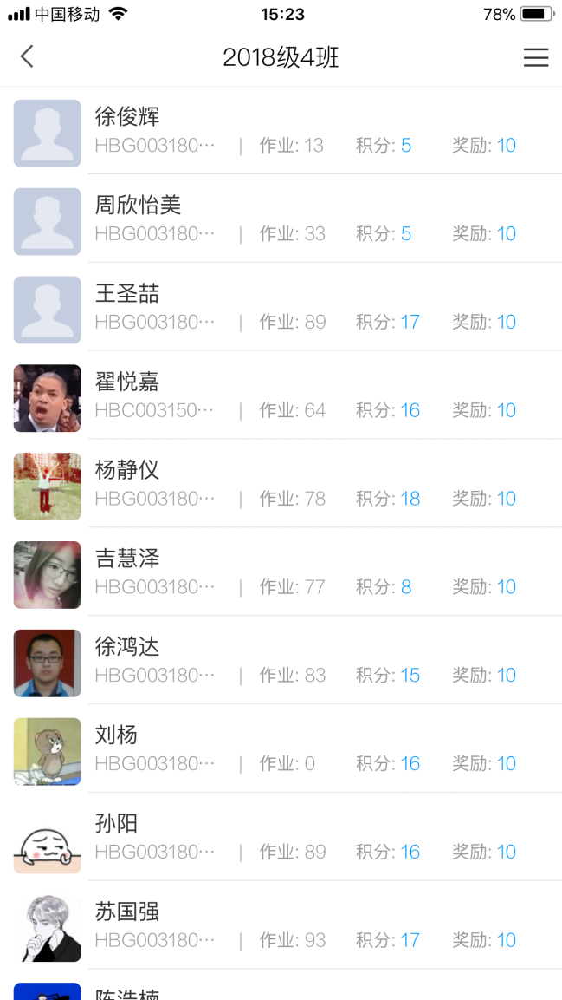 中国移动 15:23 78%
2018级4班
徐俊辉
HBG003180… | 作业: 13 积分: 5 奖励: 10
周欣怡美
HBG003180… | 作业: 33 积分: 5 奖励: 10
王圣喆
HBG003180… | 作业: 89 积分: 17 奖励: 10
翟悦嘉
HBC003150… | 作业: 64 积分: 16 奖励: 10
杨静仪
HBG003180… | 作业: 78 积分: 18 奖励: 10
吉慧泽
HBG003180… | 作业: 77 积分: 8 奖励: 10
徐鸿达
HBG003180… | 作业: 83 积分: 15 奖励: 10
刘杨
HBG003180… | 作业: 0 积分: 16 奖励: 10
孙阳
HBG003180… | 作业: 89 积分: 16 奖励: 10
苏国强
HBG003180… | 作业: 93 积分: 17 奖励: 10
陈浩楠